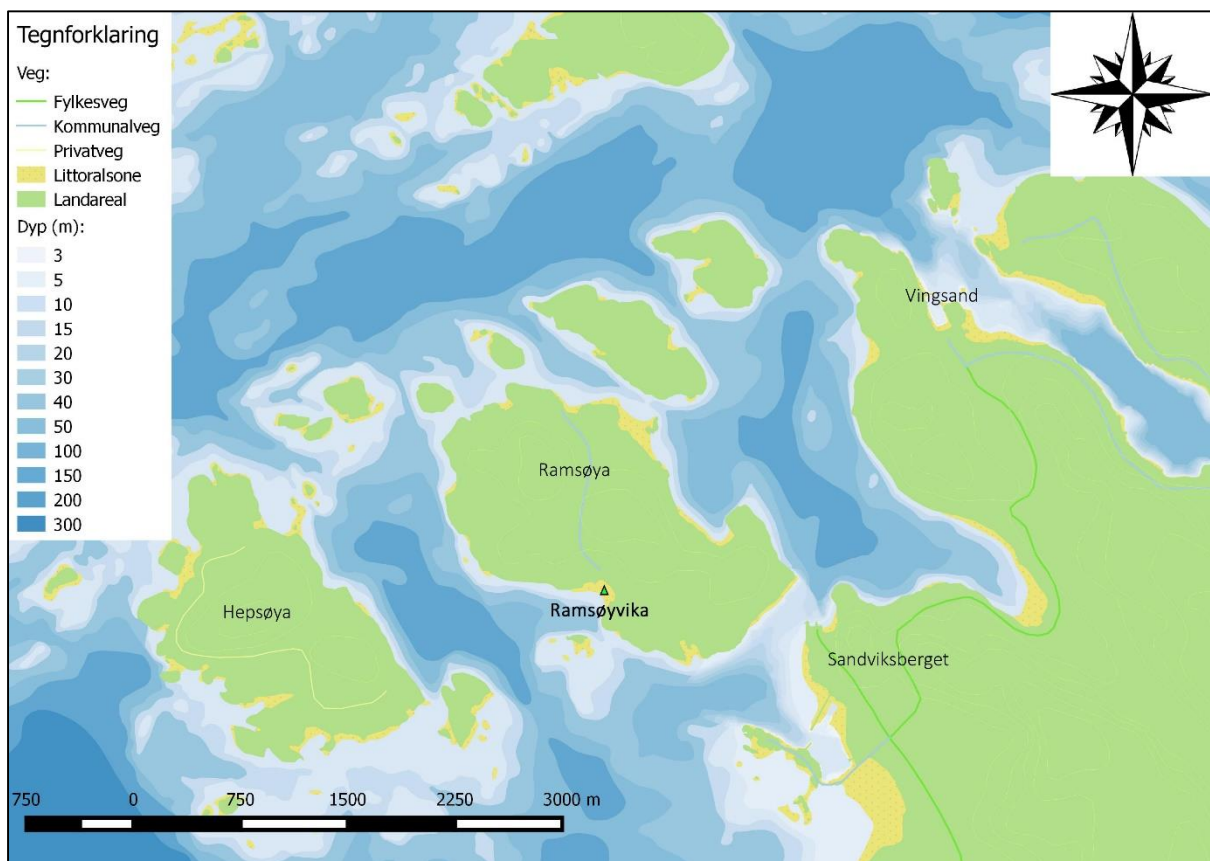 Tegnforklaring
Veg:
Fylkesveg
Kommunalveg
Privatveg
Littoralsone
Landareal
Dyp (m):
3
5
10
15
20
30
40
50
100
150
200
300
Vingsand
Ramsøya
Ramsøyvika
Hepsøya
Sandviksberget
750 0 750 1500 2250 3000 m